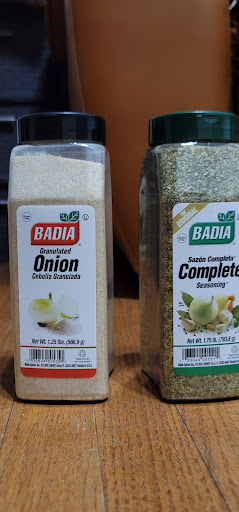 BADIA
Granulated
Onion
Cebolla Granulada
Net Wt. 1.25 lbs. (566.9 g)
BADIA
Sazón Completa®
Complete
Seasoning®
Net Wt. 1.75 lb. (793.8 g)